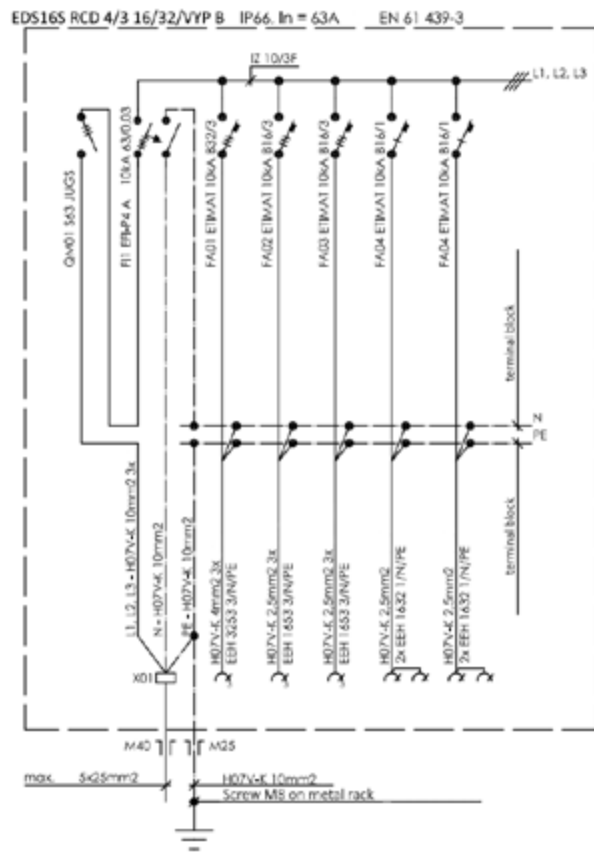 EDS16S RCD 4/3 16/32/VYP B IP66, In = 63A EN 61 439-3
IZ 10/3F
L1, L2, L3
QM01 S63 JUGS
FI1 EFI-P4 A 10kA 63/0,03
FA01 ETIMAT 10kA B32/3
FA02 ETIMAT 10kA B16/3
FA03 ETIMAT 10kA B16/3
FA04 ETIMAT 10kA B16/1
FA04 ETIMAT 10kA B16/1
terminal block
N
PE
terminal block
L1, L2, L3 - H07V-K 10mm2 3x
N - H07V-K 10mm2
PE - H07V-K 10mm2
H07V-K 4mm2 3x
EEH 3253 3/N/PE
H07V-K 2,5mm2 3x
EEH 1653 3/N/PE
H07V-K 2,5mm2 3x
EEH 1653 3/N/PE
H07V-K 2,5mm2
2x EEH 1632 1/N/PE
H07V-K 2,5mm2
2x EEH 1632 1/N/PE
X01
M40 M25
max. 5x25mm2
H07V-K 10mm2
Screw M8 on metal rack